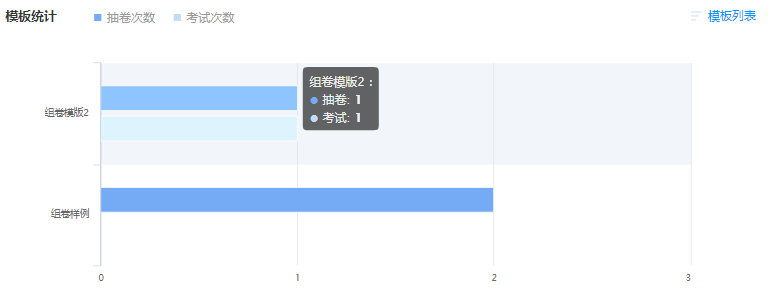 模板统计
抽卷次数
考试次数
模板列表
组卷模版2
组卷模版2：
抽卷: 1
考试: 1
组卷样例
0
1
2
3